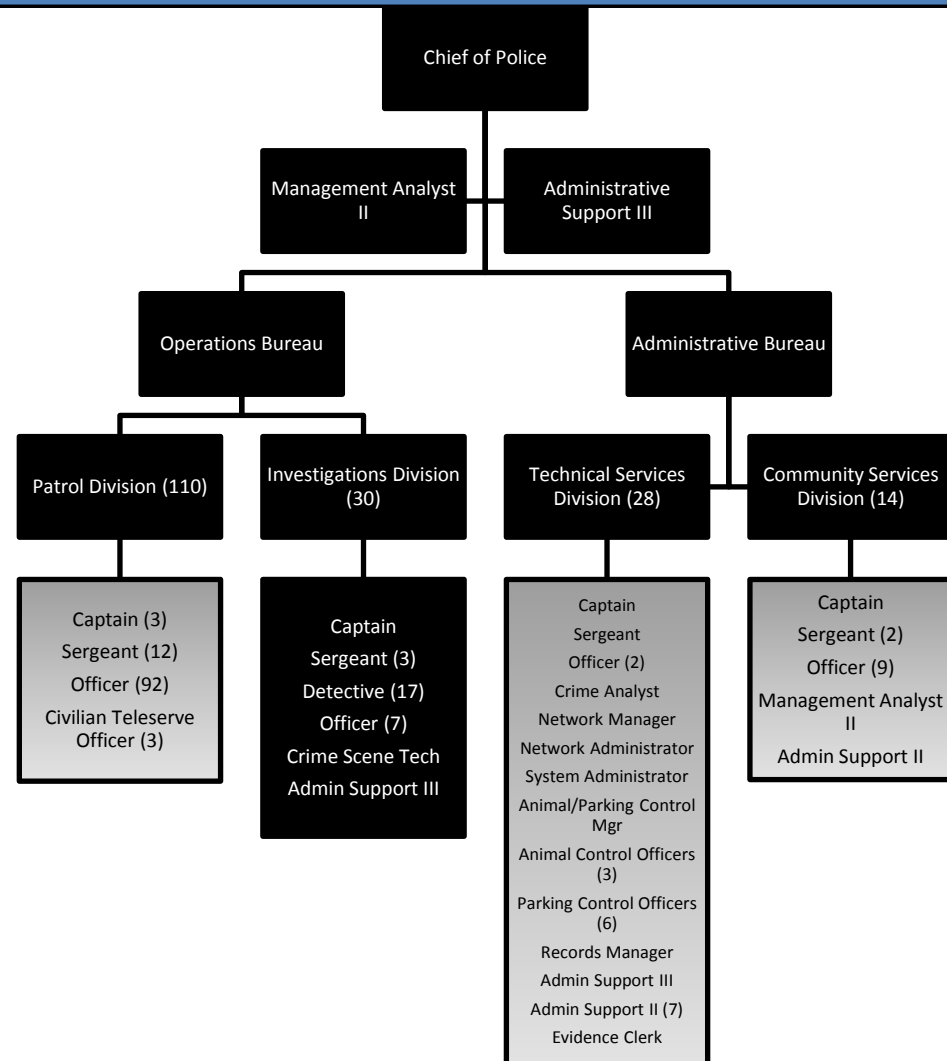 Chief of Police
Management Analyst
II
Administrative
Support III
Operations Bureau
Administrative Bureau
Patrol Division (110)
Investigations Division
(30)
Technical Services
Division (28)
Community Services
Division (14)
Captain (3)
Sergeant (12)
Officer (92)
Civilian Teleserve
Officer (3)
Captain
Sergeant (3)
Detective (17)
Officer (7)
Crime Scene Tech
Admin Support III
Captain
Sergeant
Officer (2)
Crime Analyst
Network Manager
Network Administrator
System Administrator
Animal/Parking Control
Mgr
Animal Control Officers
(3)
Parking Control Officers
(6)
Records Manager
Admin Support III
Admin Support II (7)
Evidence Clerk
Captain
Sergeant (2)
Officer (9)
Management Analyst
II
Admin Support II